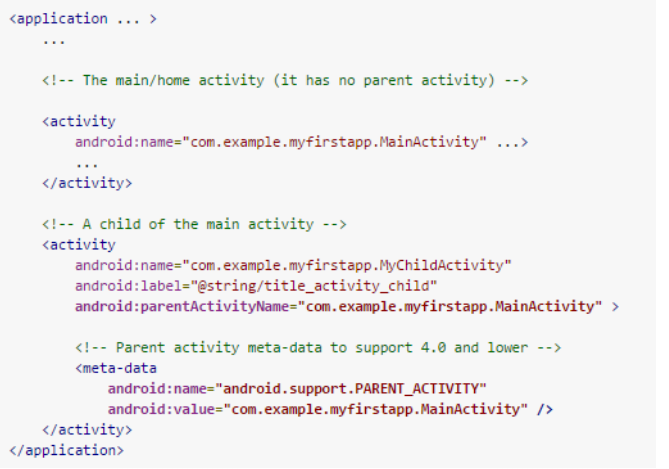 <application ... >
...
<!-- The main/home activity (it has no parent activity) -->
<activity
android:name="com.example.myfirstapp.MainActivity" ...>
...
</activity>
<!-- A child of the main activity -->
<activity
android:name="com.example.myfirstapp.MyChildActivity"
android:label="@string/title_activity_child"
android:parentActivityName="com.example.myfirstapp.MainActivity" >
<!-- Parent activity meta-data to support 4.0 and lower -->
<meta-data
android:name="android.support.PARENT_ACTIVITY"
android:value="com.example.myfirstapp.MainActivity" />
</activity>
</application>